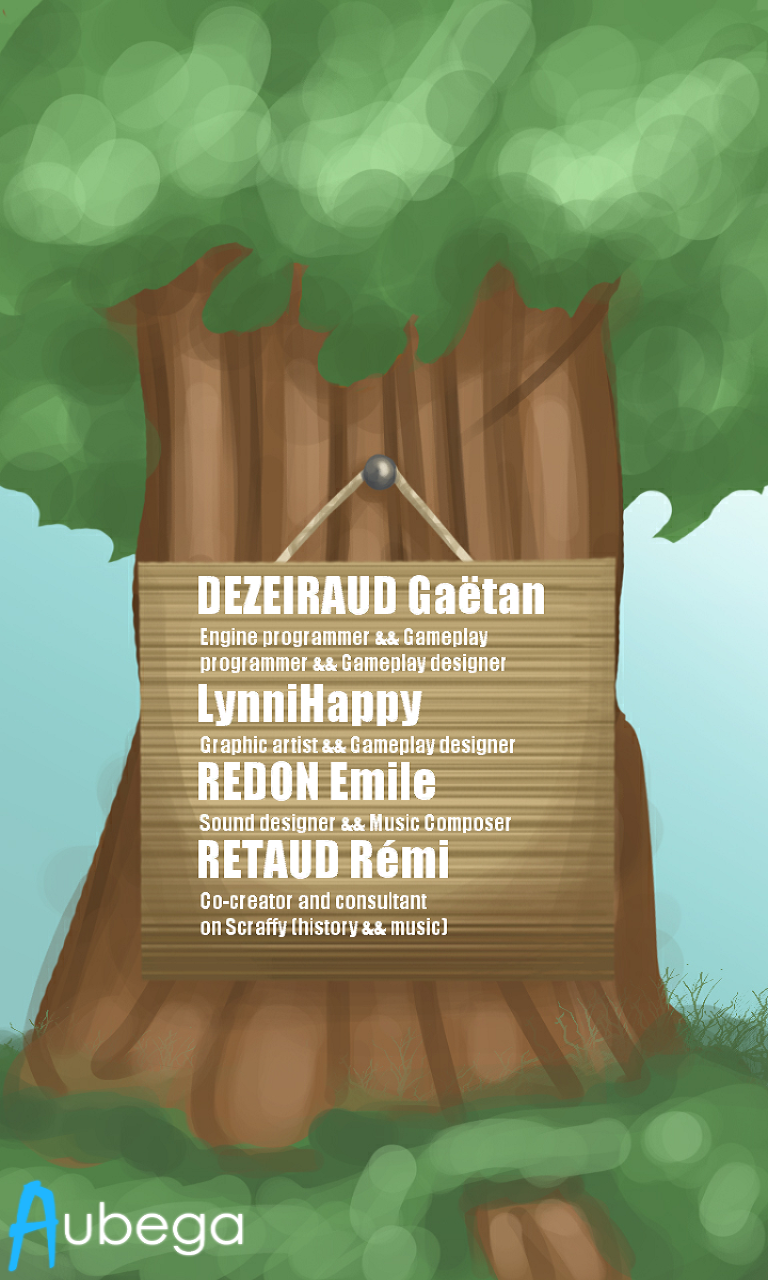 DEZEIRAUD Gaëtan
Engine programmer && Gameplay
programmer && Gameplay designer
LynniHappy
Graphic artist && Gameplay designer
REDON Emile
Sound designer && Music Composer
RETAUD Rémi
Co-creator and consultant
on Scraffy (history && music)
Aubega